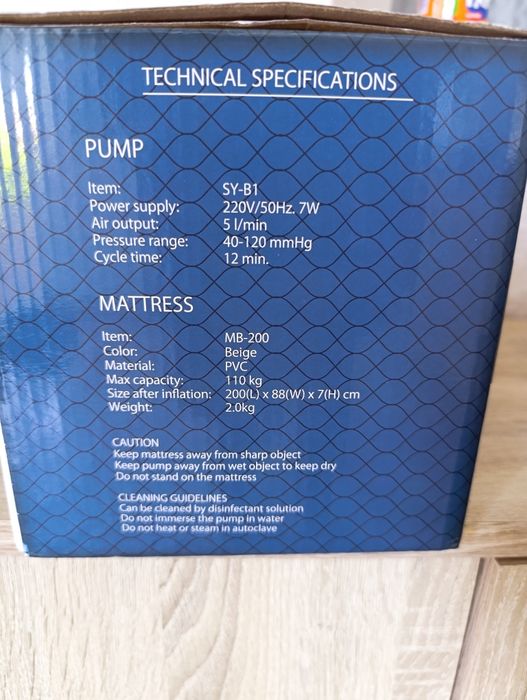 TECHNICAL SPECIFICATIONS
PUMP
Item: SY-B1
Power supply: 220V/50Hz. 7W
Air output: 5 l/min
Pressure range: 40-120 mmHg
Cycle time: 12 min.
MATTRESS
Item: MB-200
Color: Beige
Material: PVC
Max capacity: 110 kg
Size after inflation: 200(L) x 88(W) x 7(H) cm
Weight: 2.0kg
CAUTION
Keep mattress away from sharp object
Keep pump away from wet object to keep dry
Do not stand on the mattress
CLEANING GUIDELINES
Can be cleaned by disinfectant solution
Do not immerse the pump in water
Do not heat or steam in autoclave